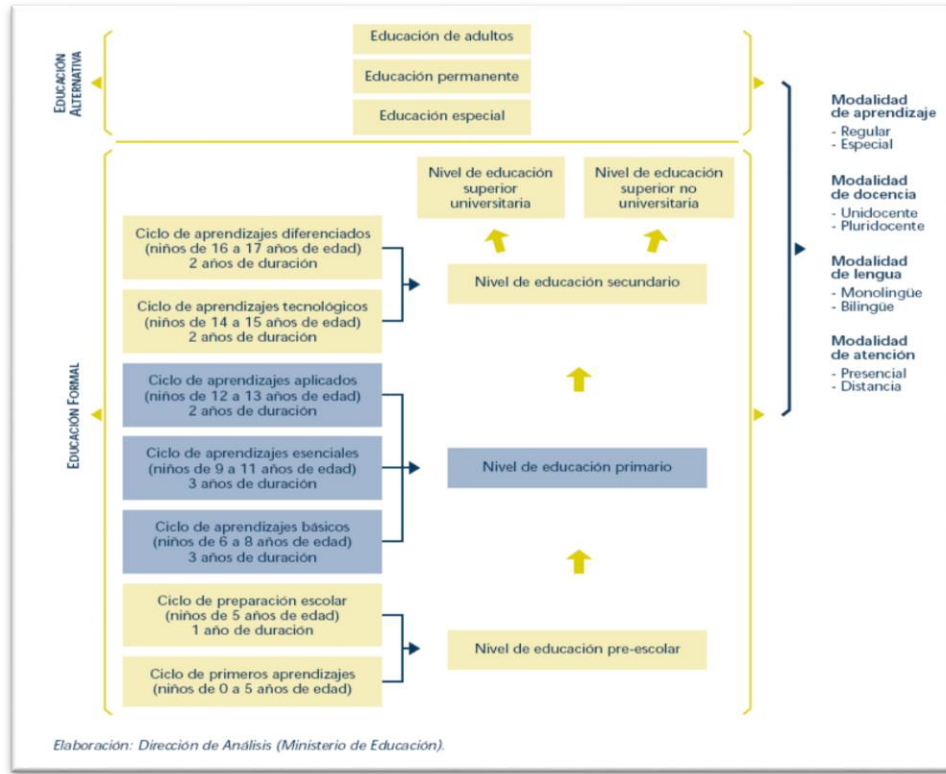 EDUCACIÓN
ALTERNATIVA
Educación de adultos
Educación permanente
Educación especial
EDUCACIÓN FORMAL
Nivel de educación
superior
universitaria
Nivel de educación
superior no
universitaria
Ciclo de aprendizajes diferenciados
(niños de 16 a 17 años de edad)
2 años de duración
Ciclo de aprendizajes tecnológicos
(niños de 14 a 15 años de edad)
2 años de duración
Nivel de educación secundario
Ciclo de aprendizajes aplicados
(niños de 12 a 13 años de edad)
2 años de duración
Ciclo de aprendizajes esenciales
(niños de 9 a 11 años de edad)
3 años de duración
Ciclo de aprendizajes básicos
(niños de 6 a 8 años de edad)
3 años de duración
Nivel de educación primario
Ciclo de preparación escolar
(niños de 5 años de edad)
1 año de duración
Ciclo de primeros aprendizajes
(niños de 0 a 5 años de edad)
Nivel de educación pre-escolar
Modalidad
de aprendizaje
- Regular
- Especial
Modalidad
de docencia
- Unidocente
- Pluridocente
Modalidad
de lengua
- Monolingüe
- Bilingüe
Modalidad
de atención
- Presencial
- Distancia
Elaboración: Dirección de Análisis (Ministerio de Educación).